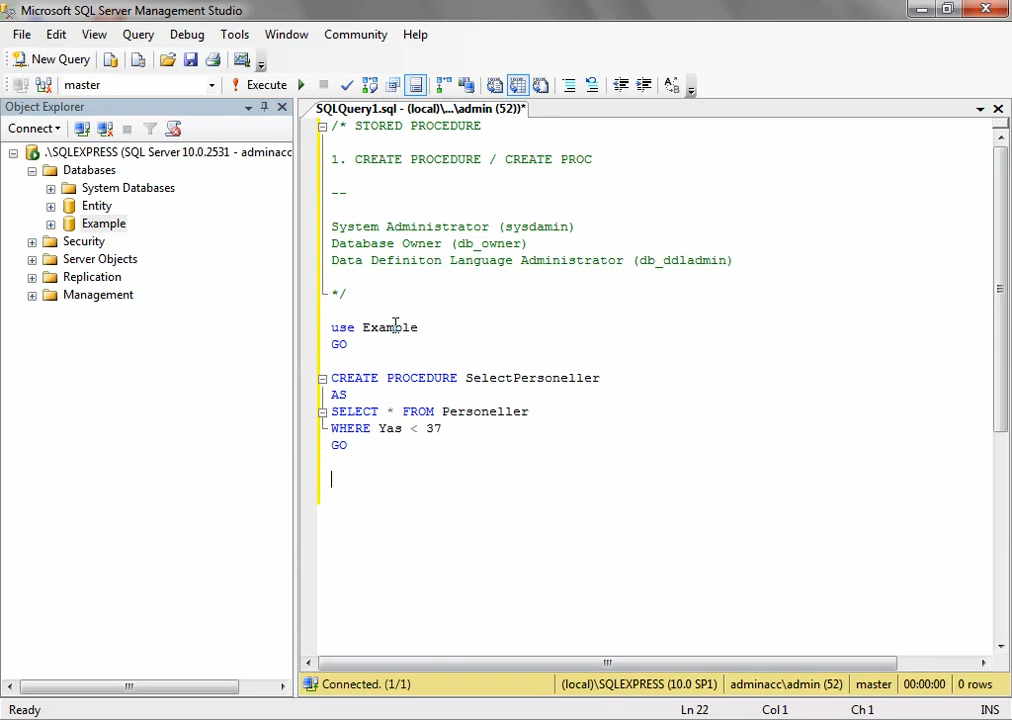 Microsoft SQL Server Management Studio
File Edit View Query Debug Tools Window Community Help
New Query
master Execute
Object Explorer
Connect
.\SQLEXPRESS (SQL Server 10.0.2531 - adminacc
Databases
System Databases
Entity
Example
Security
Server Objects
Replication
Management
SQLQuery1.sql - (local)\...\admin (52))*
/* STORED PROCEDURE
1. CREATE PROCEDURE / CREATE PROC
--
System Administrator (sysdamin)
Database Owner (db_owner)
Data Definiton Language Administrator (db_ddladmin)
*/
use Example
GO
CREATE PROCEDURE SelectPersoneller
AS
SELECT * FROM Personeller
WHERE Yas < 37
GO
Connected. (1/1) (local)\SQLEXPRESS (10.0 SP1) adminacc\admin (52) master 00:00:00 0 rows
Ready Ln 22 Col 1 Ch 1 INS